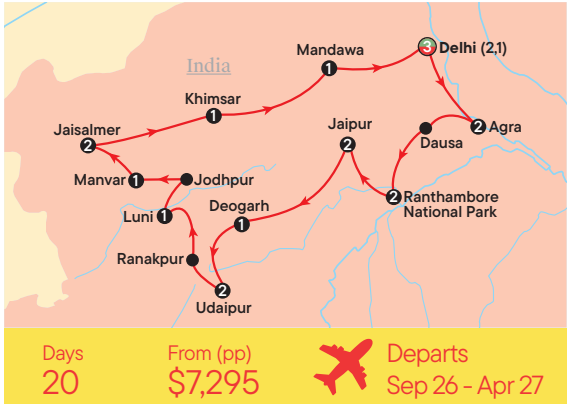 Mandawa
1
3
Delhi (2,1)
India
Khimsar
1
Jaisalmer
2
Jaipur
2
2
Agra
Dausa
Manvar
1
Jodhpur
2
Ranthambore
National Park
Luni
1
Deogarh
1
Ranakpur
2
Udaipur
Days
20
From (pp)
$7,295
Departs
Sep 26 - Apr 27